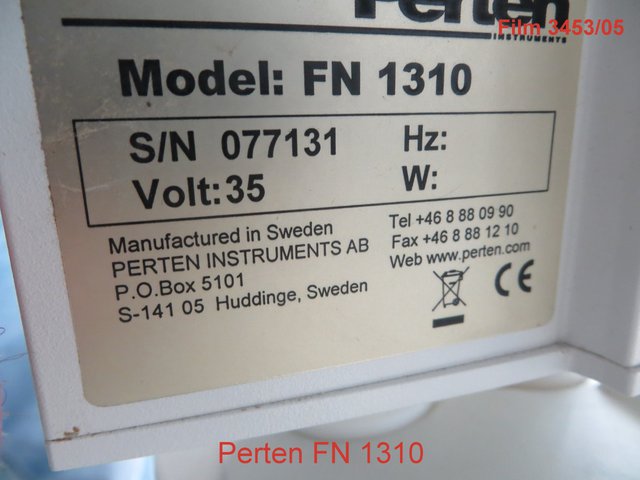 Perten
Film 3453/05
INSTRUMENTS
Model: FN 1310
S/N 077131 Hz:
Volt:35 W:
Manufactured in Sweden
PERTEN INSTRUMENTS AB
P.O.Box 5101
S-141 05 Huddinge, Sweden
Tel +46 8 88 09 90
Fax +46 8 88 12 10
Web www.perten.com
CE
Perten FN 1310